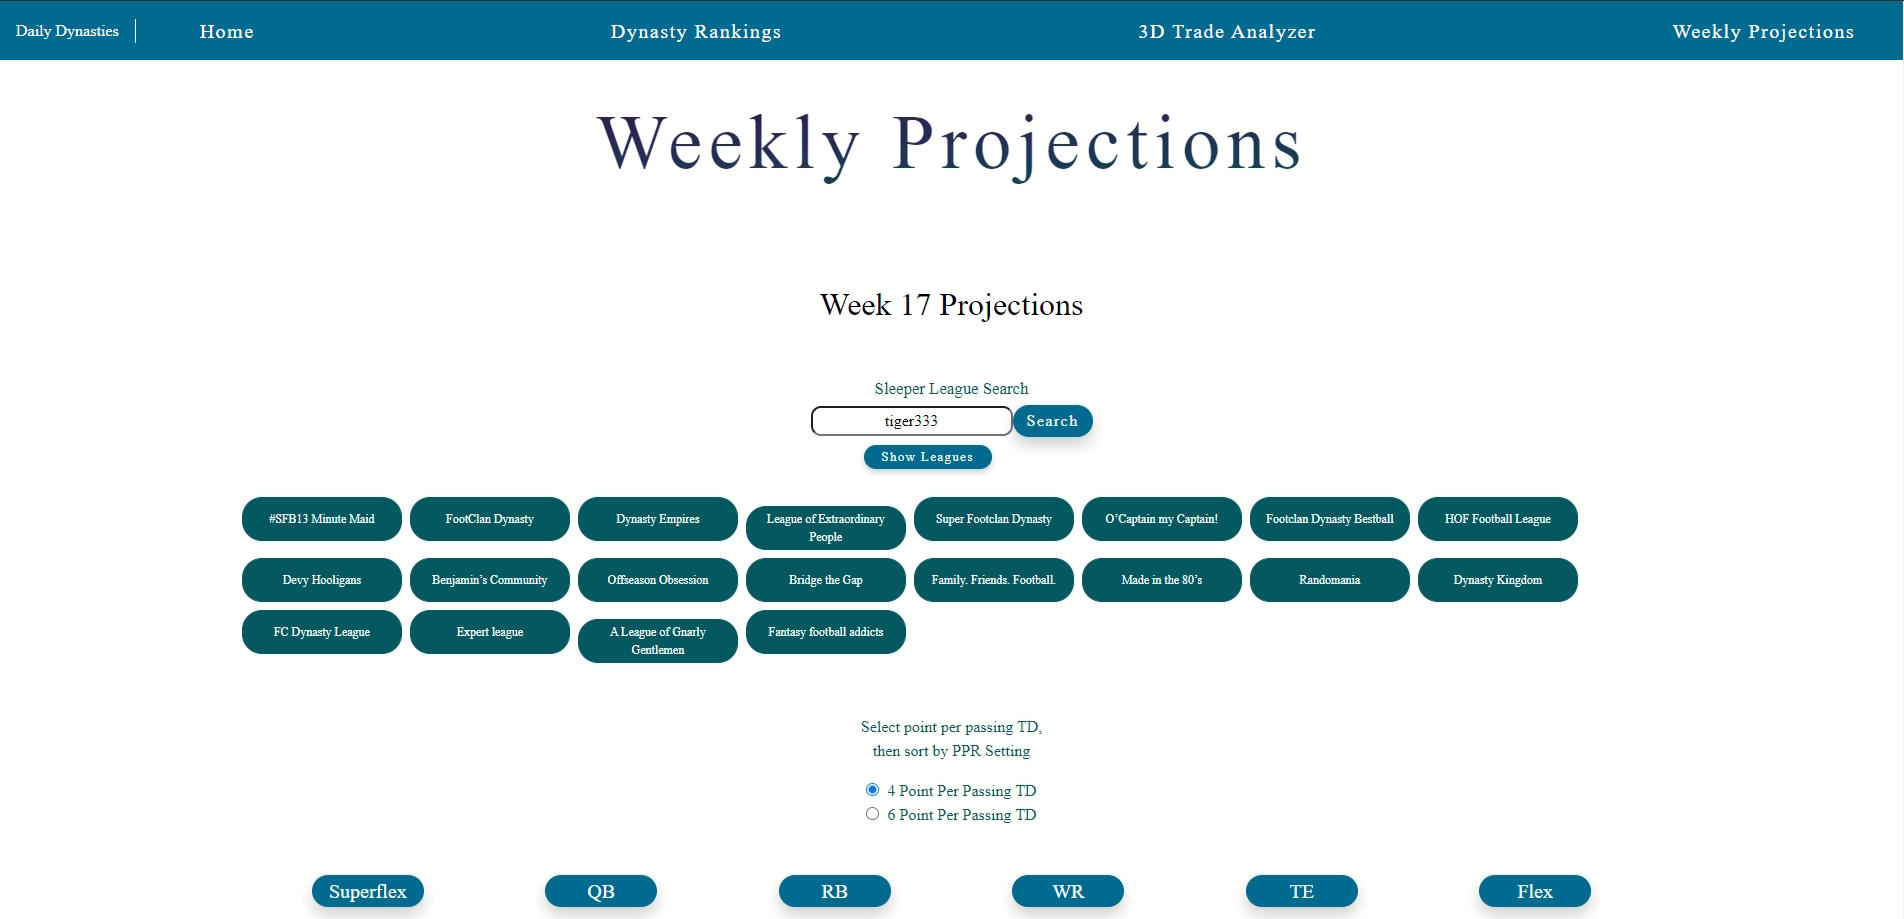 Daily Dynasties
Home
Dynasty Rankings
3D Trade Analyzer
Weekly Projections
Weekly Projections
Week 17 Projections
Sleeper League Search
tiger333
Search
Show Leagues
#SFB13 Minute Maid
FootClan Dynasty
Dynasty Empires
League of Extraordinary
People
Super Footclan Dynasty
O’Captain my Captain!
Footclan Dynasty Bestball
HOF Football League
Devy Hooligans
Benjamin’s Community
Offseason Obsession
Bridge the Gap
Family. Friends. Football.
Made in the 80’s
Randomania
Dynasty Kingdom
FC Dynasty League
Expert league
A League of Gnarly
Gentlemen
Fantasy football addicts
Select point per passing TD,
then sort by PPR Setting
4 Point Per Passing TD
6 Point Per Passing TD
Superflex
QB
RB
WR
TE
Flex